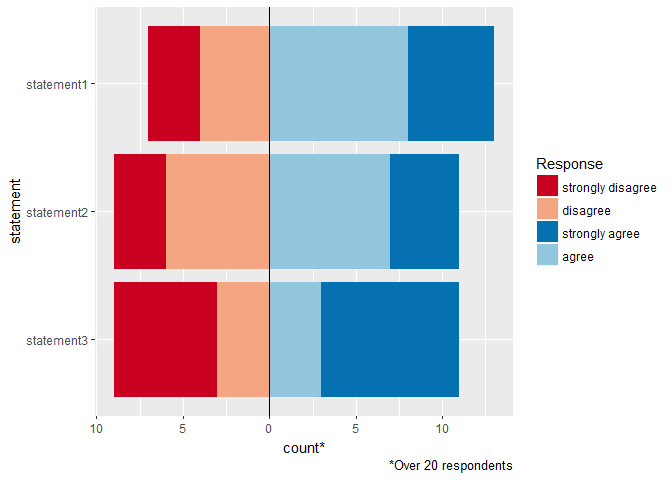 statement1
statement2
statement3
statement
10 5 0 5 10
count*
*Over 20 respondents
Response
strongly disagree
disagree
strongly agree
agree